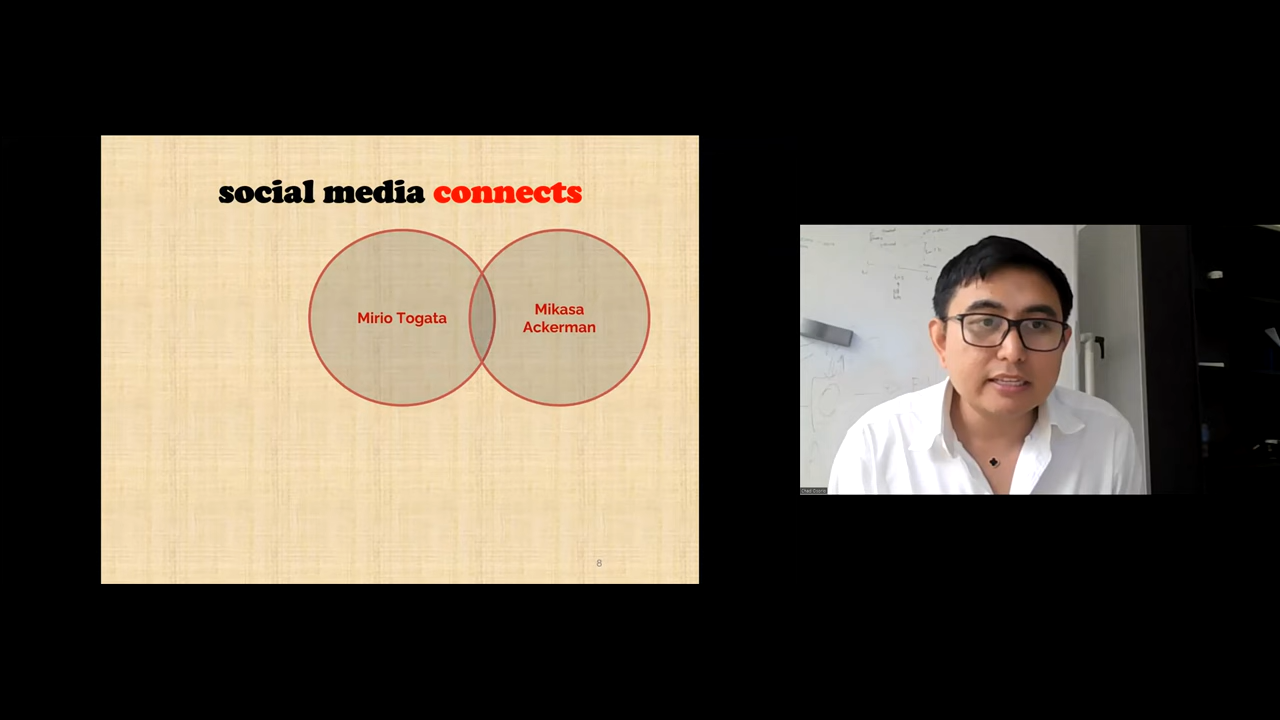 social media connects
Mirio Togata
Mikasa
Ackerman
8